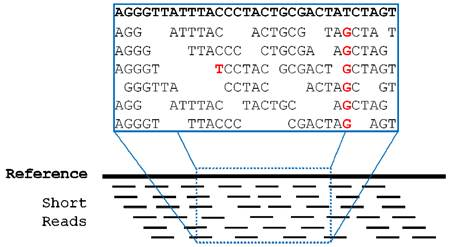 AGGGTTATTTACCCTACTGCGACTATCTAGT
AGG ATTTAC ACTGCG TAGCTA T
AGGG TTACCC CTGCGA AGCTAG
AGGGT TCCTAC GCGACT GCTAGT
GGGTTA CCTAC ACTAGC GT
AGG ATTTAC TACTGC AGCTAG
AGGGT TTACCC CGACTAG AGT
Reference
Short
Reads